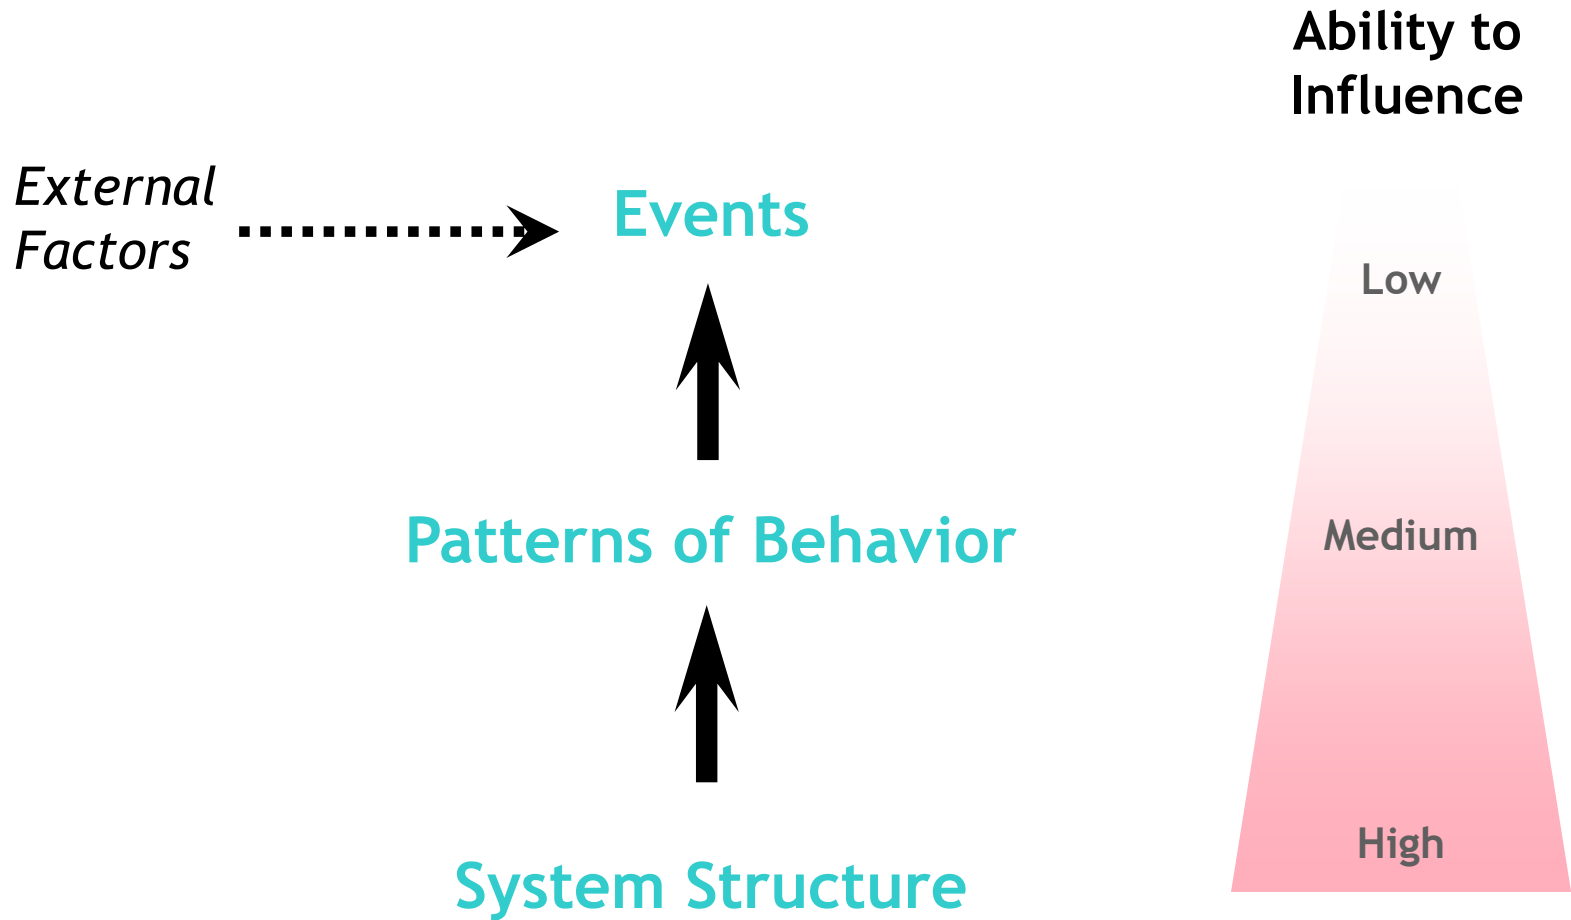 Ability to
Influence
External
Factors
Events
Low
Patterns of Behavior
Medium
High
System Structure